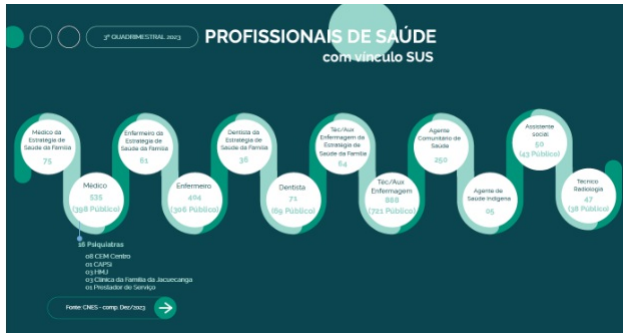 3º QUADRIMESTRAL 2023
PROFISSIONAIS DE SAÚDE
com vínculo SUS
Médico da
Estratégia de
Saúde da Família
75
Médico
535
(398 Público)
Enfermeiro da
Estratégia de
Saúde da Família
61
Enfermeiro
404
(306 Público)
Dentista da
Estratégia de
Saúde da Família
36
Dentista
71
(69 Público)
Téc/Aux
Enfermagem da
Estratégia de
Saúde da Família
64
Téc/Aux
Enfermagem
868
(721 Público)
Agente
Comunitário de
Saúde
250
Agente de
Saúde Indígena
05
Assistente
social
50
(43 Público)
Técnico
Radiologia
47
(38 Público)
16 Psiquiatras
08 CEM Centro
01 CAPSi
03 HMJ
03 Clínica da Família da Jacuecanga
01 Prestador de Serviço
Fonte: CNES - comp. Dez/2023